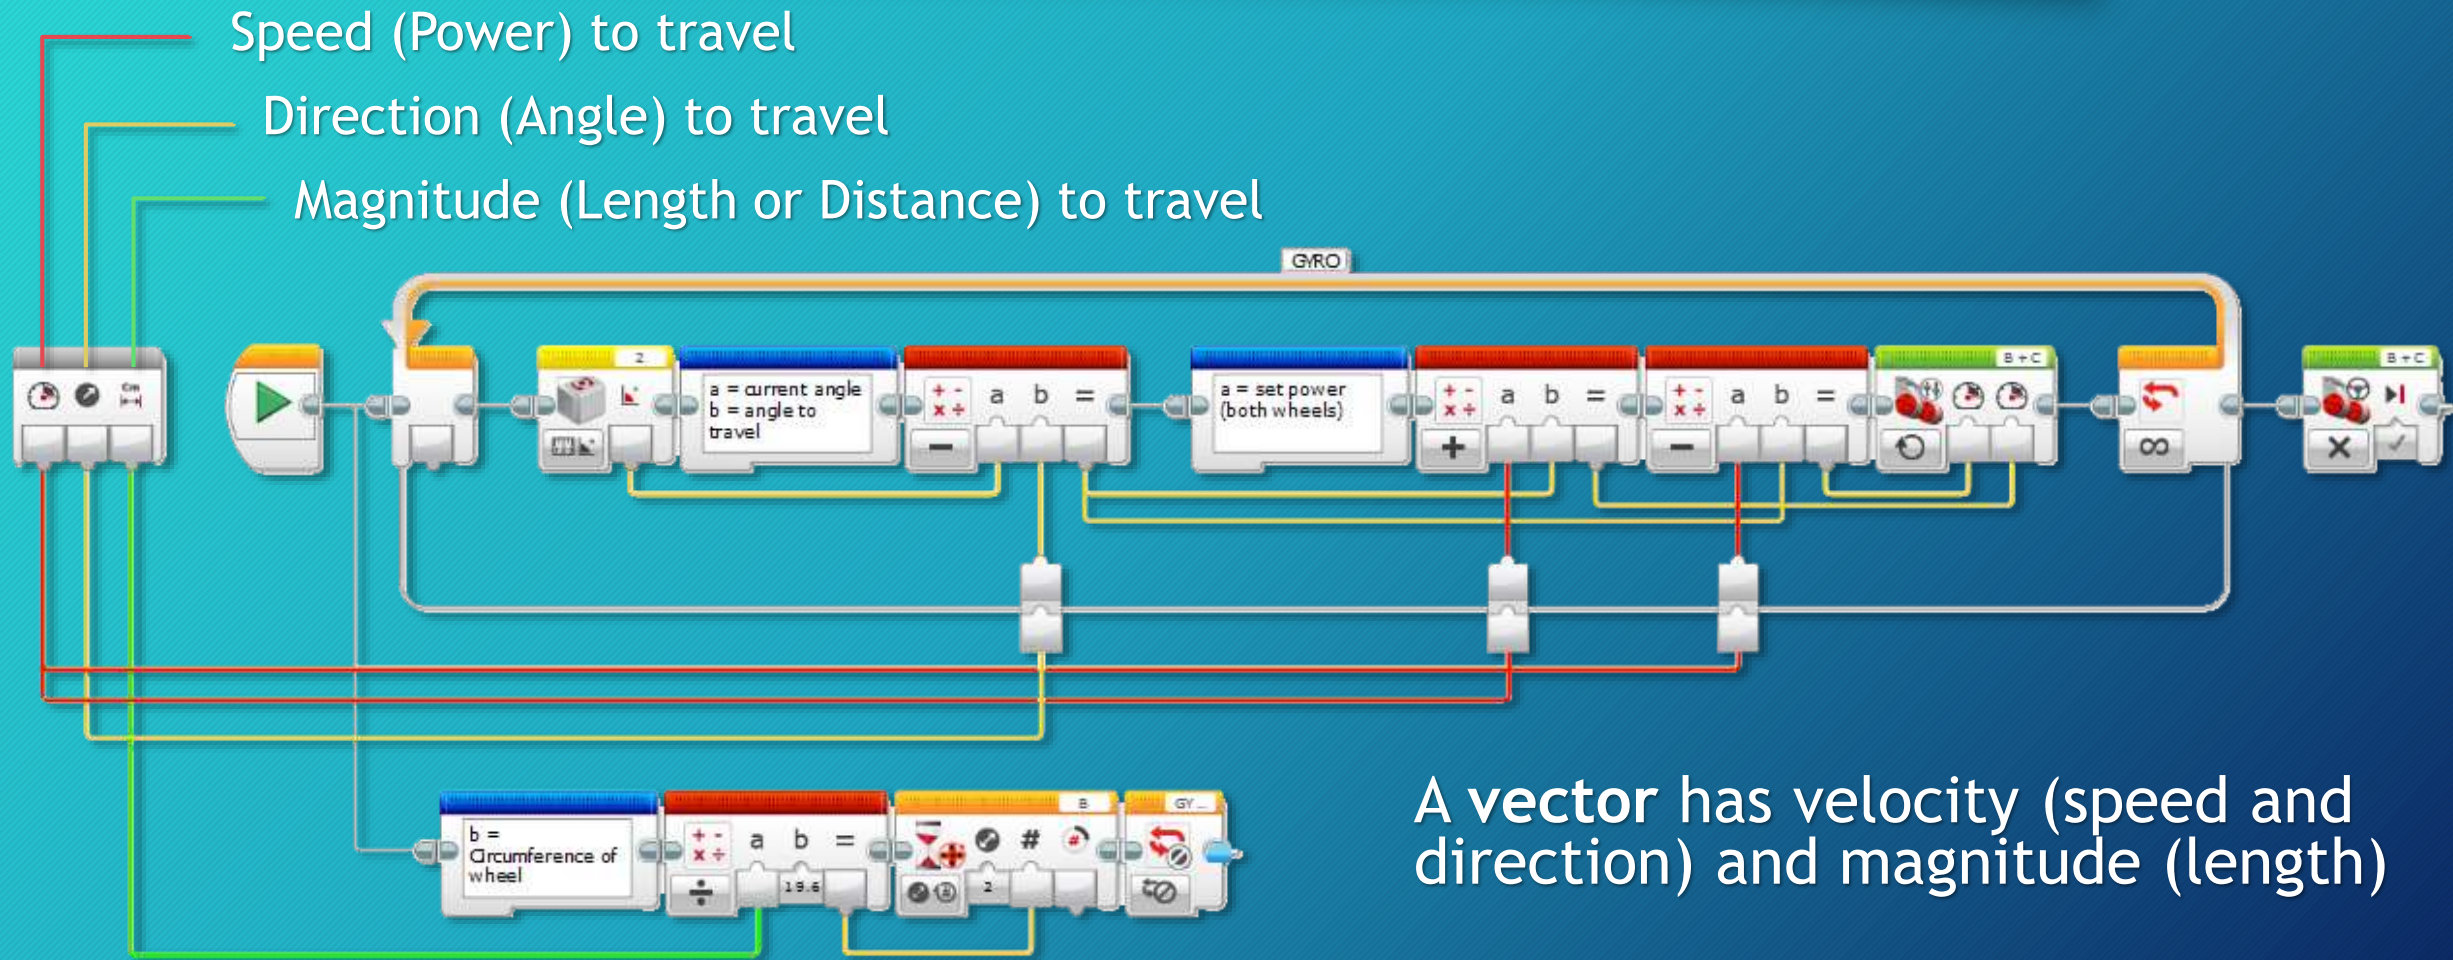 Speed (Power) to travel
Direction (Angle) to travel
Magnitude (Length or Distance) to travel
GYRO
Cm
2
a = current angle
b = angle to
travel
a b =
a = set power
(both wheels)
a b =
a b =
B + C
B + C
b =
Circumference of
wheel
a b =
19.6
B
#
#
2
GY...
A vector has velocity (speed and
direction) and magnitude (length)